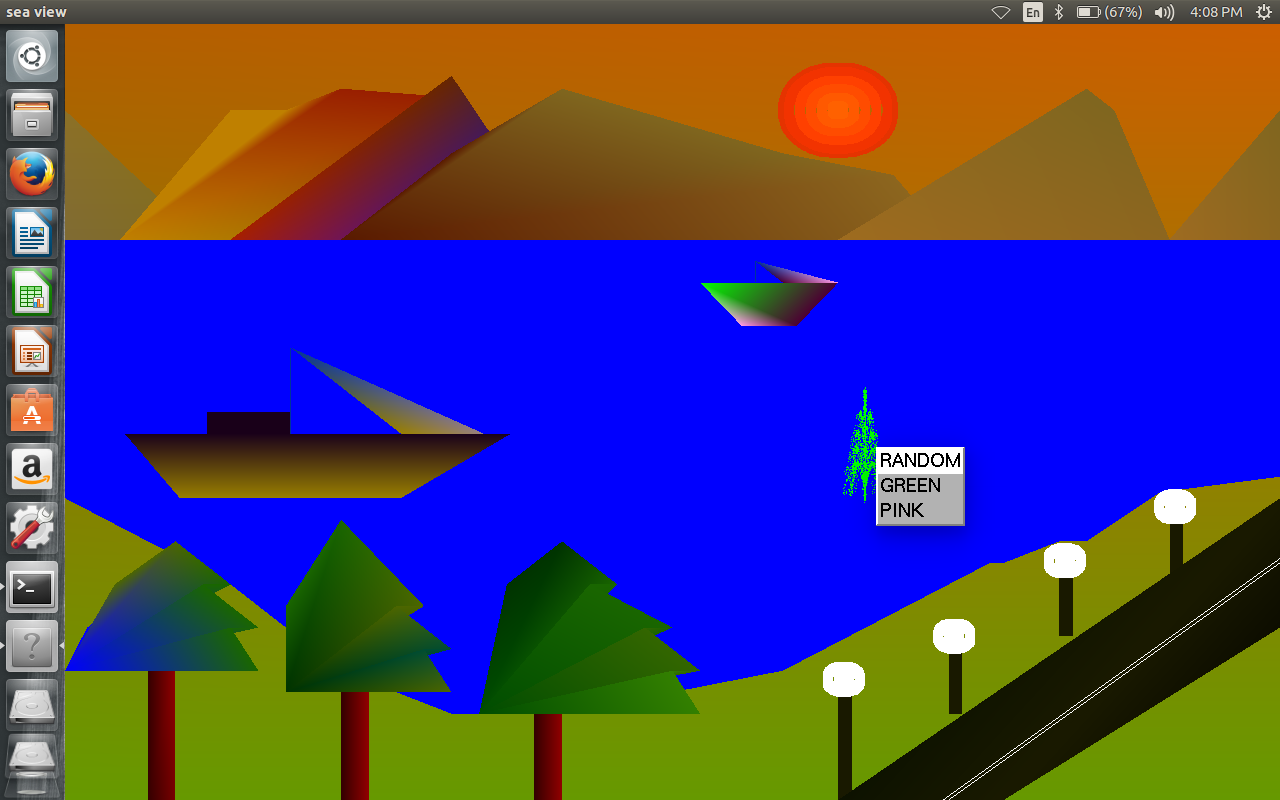 sea view
En
(67%)
4:08 PM
RANDOM
GREEN
PINK